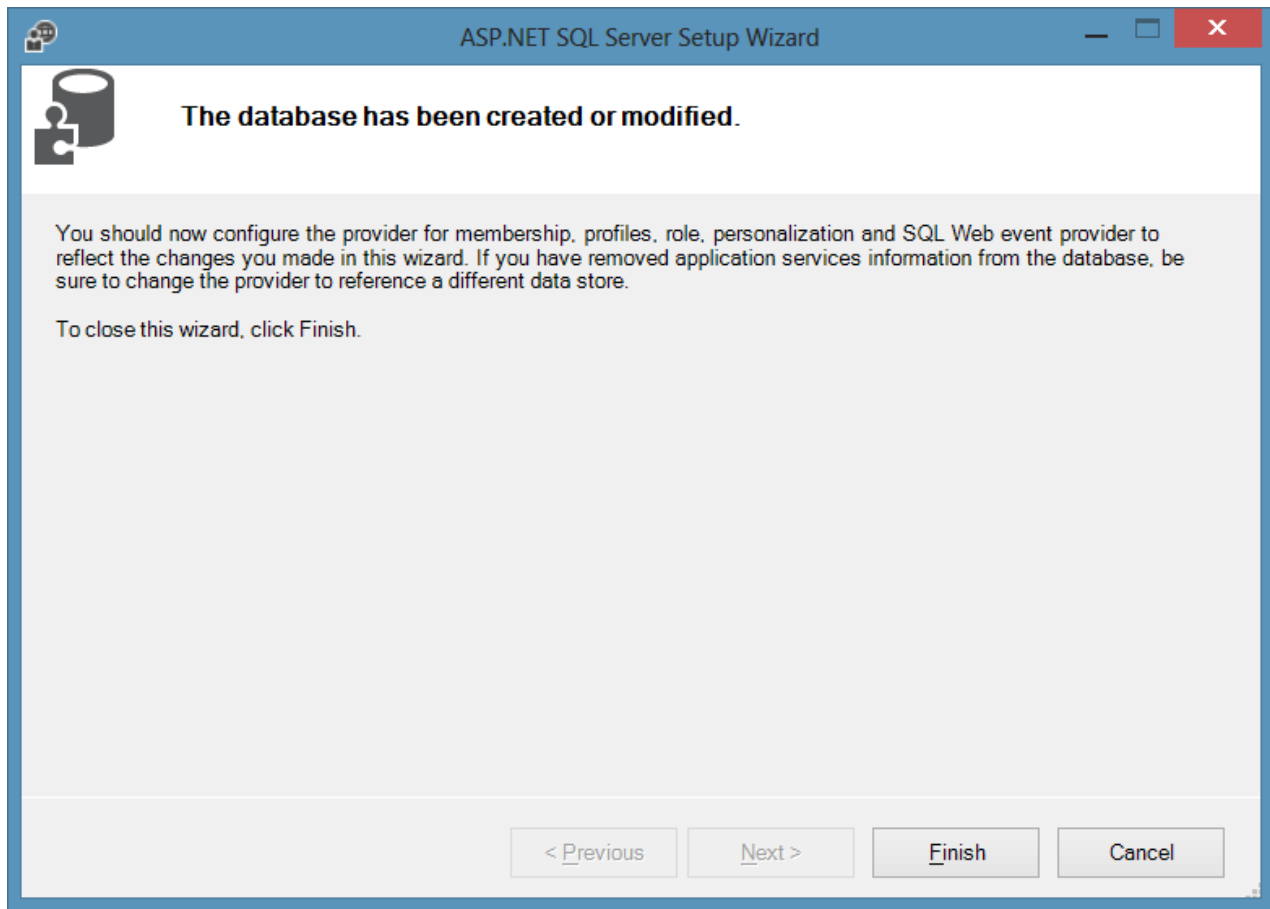 ASP.NET SQL Server Setup Wizard
The database has been created or modified.
You should now configure the provider for membership, profiles, role, personalization and SQL Web event provider to
reflect the changes you made in this wizard. If you have removed application services information from the database, be
sure to change the provider to reference a different data store.
To close this wizard, click Finish.
< Previous Next > Finish Cancel